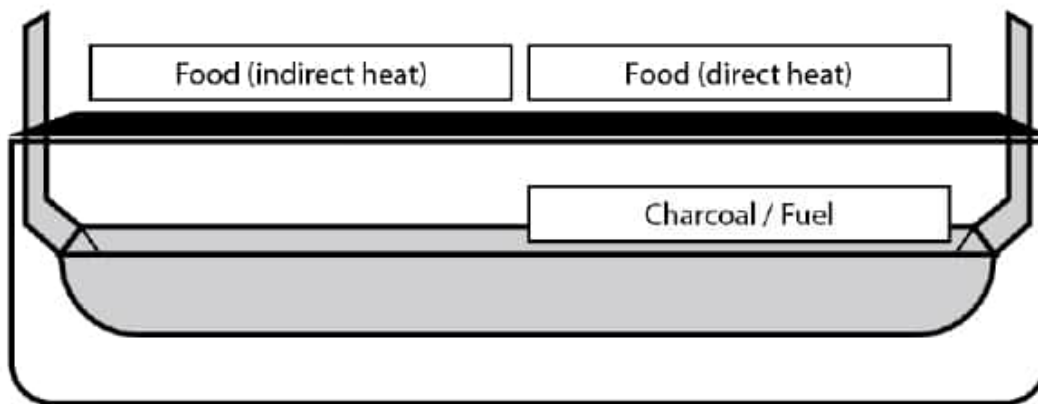 Food (indirect heat)
Food (direct heat)
Charcoal / Fuel